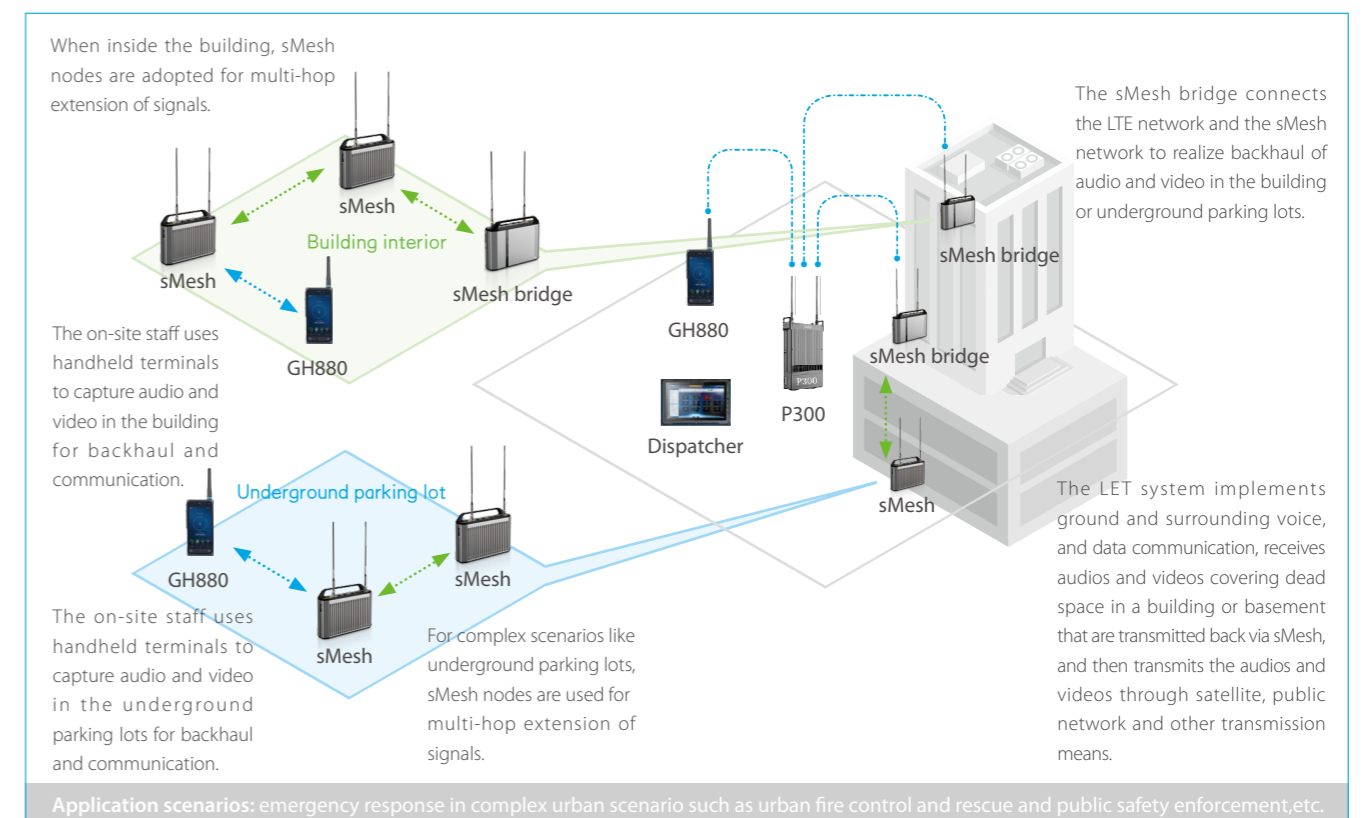 When inside the building, sMesh
nodes are adopted for multi-hop
extension of signals.
sMesh
sMesh
Building interior
sMesh bridge
GH880
The on-site staff uses
handheld terminals
to capture audio and
video in the building
for backhaul and
communication.
The sMesh bridge connects
the LTE network and the sMesh
network to realize backhaul of
audio and video in the building
or underground parking lots.
sMesh bridge
GH880
P300
P300
sMesh bridge
Dispatcher
sMesh
Underground parking lot
GH880
sMesh
sMesh
The on-site staff uses
handheld terminals to
capture audio and video
in the underground
parking lots for backhaul
and communication.
For complex scenarios like
underground parking lots,
sMesh nodes are used for
multi-hop extension of
signals.
The LET system implements
ground and surrounding voice,
and data communication, receives
audios and videos covering dead
space in a building or basement
that are transmitted back via sMesh,
and then transmits the audios and
videos through satellite, public
network and other transmission
means.
Application scenarios: emergency response in complex urban scenario such as urban fire control and rescue and public safety enforcement,etc.